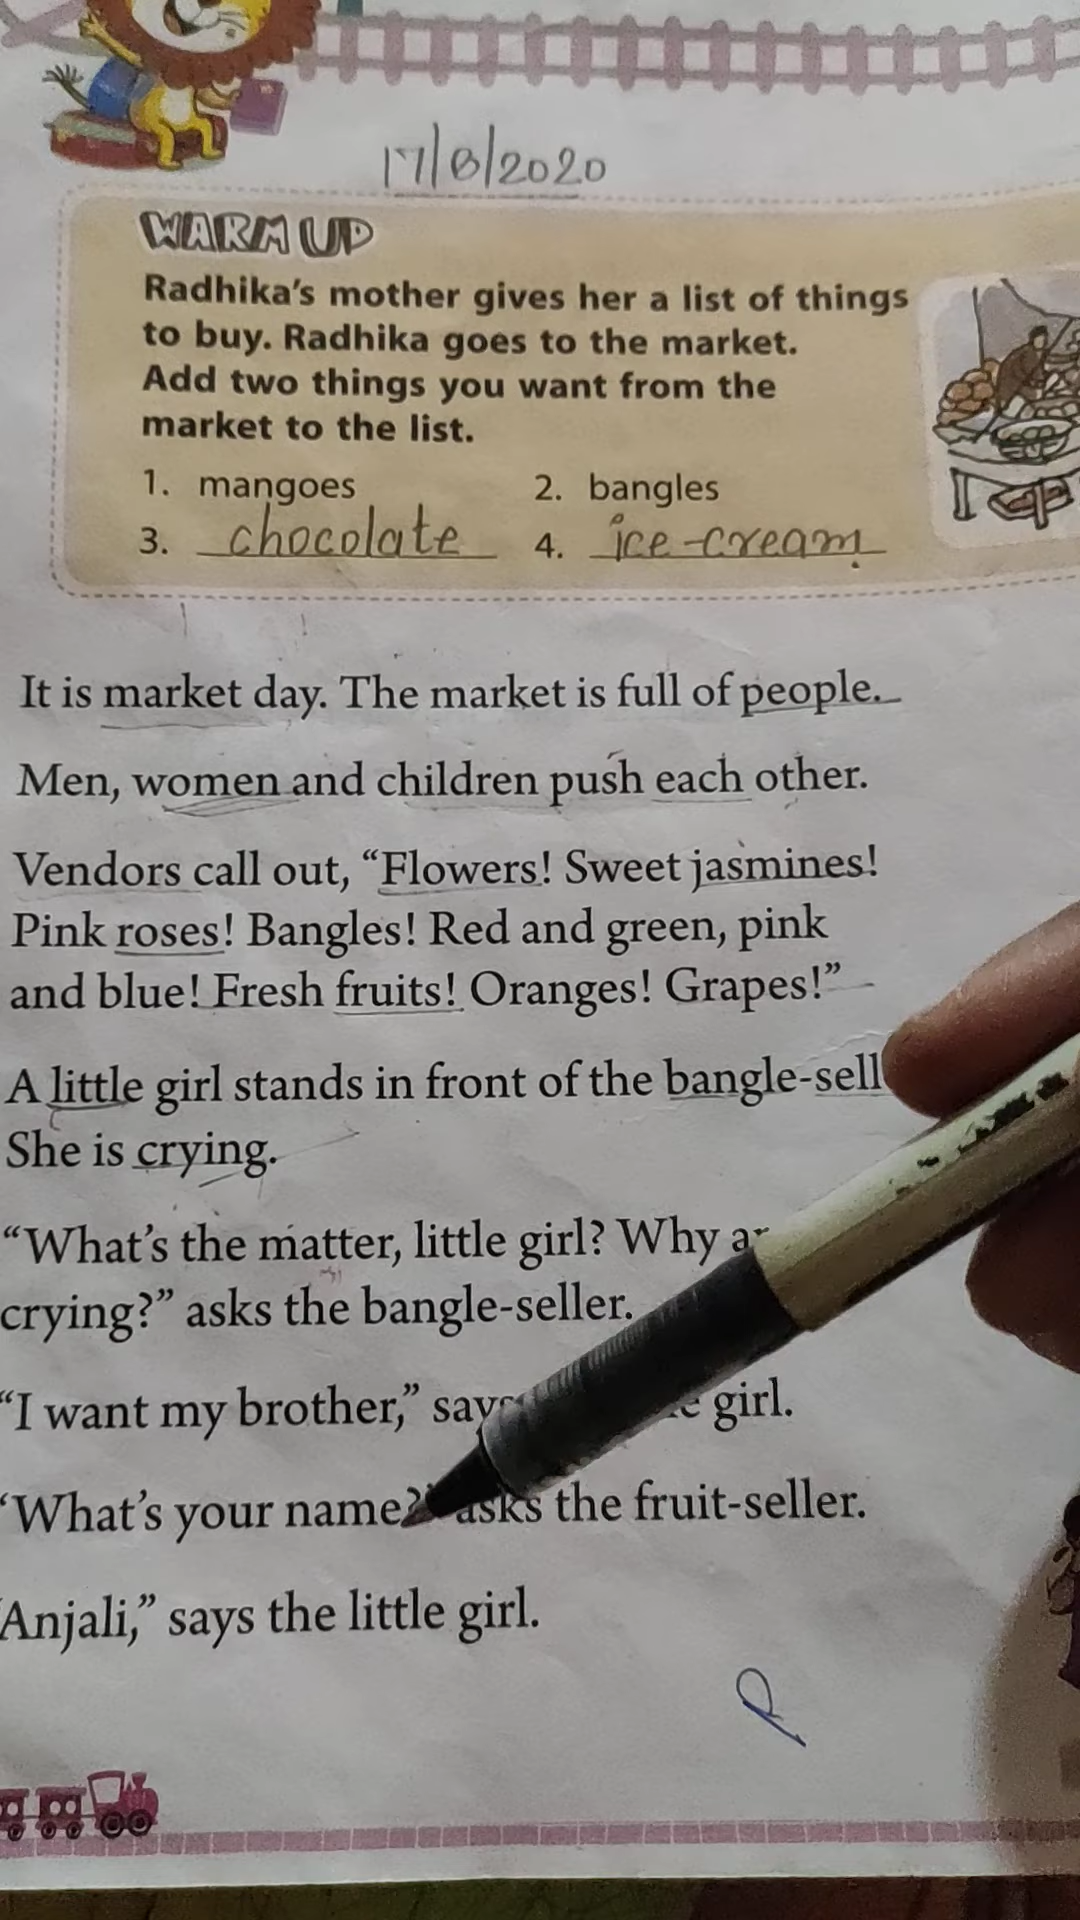 17/8/2020
WARM UP
Radhika's mother gives her a list of things
to buy. Radhika goes to the market.
Add two things you want from the
market to the list.
1. mangoes 2. bangles
3. chocolate 4. ice-cream
It is market day. The market is full of people.
Men, women and children push each other.
Vendors call out, “Flowers! Sweet jasmines!
Pink roses! Bangles! Red and green, pink
and blue! Fresh fruits! Oranges! Grapes!”
A little girl stands in front of the bangle-sell
She is crying.
“What's the matter, little girl? Why
crying?” asks the bangle-seller.
“I want my brother,” says girl.
“What's your name?” asks the fruit-seller.
Anjali,” says the little girl.